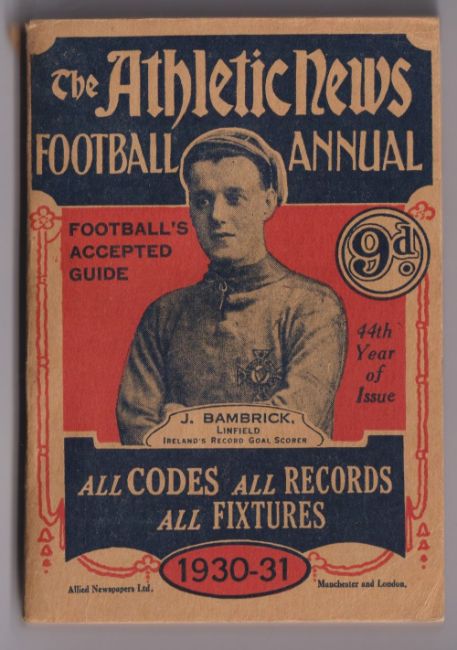 The Athletic News
FOOTBALL ANNUAL
FOOTBALL'S
ACCEPTED
GUIDE
9d.
44th
Year
of
Issue
J. BAMBRICK,
LINFIELD
IRELAND'S RECORD GOAL SCORER
ALL CODES ALL RECORDS
ALL FIXTURES
1930-31
Allied Newspapers Ltd.
Manchester and London.